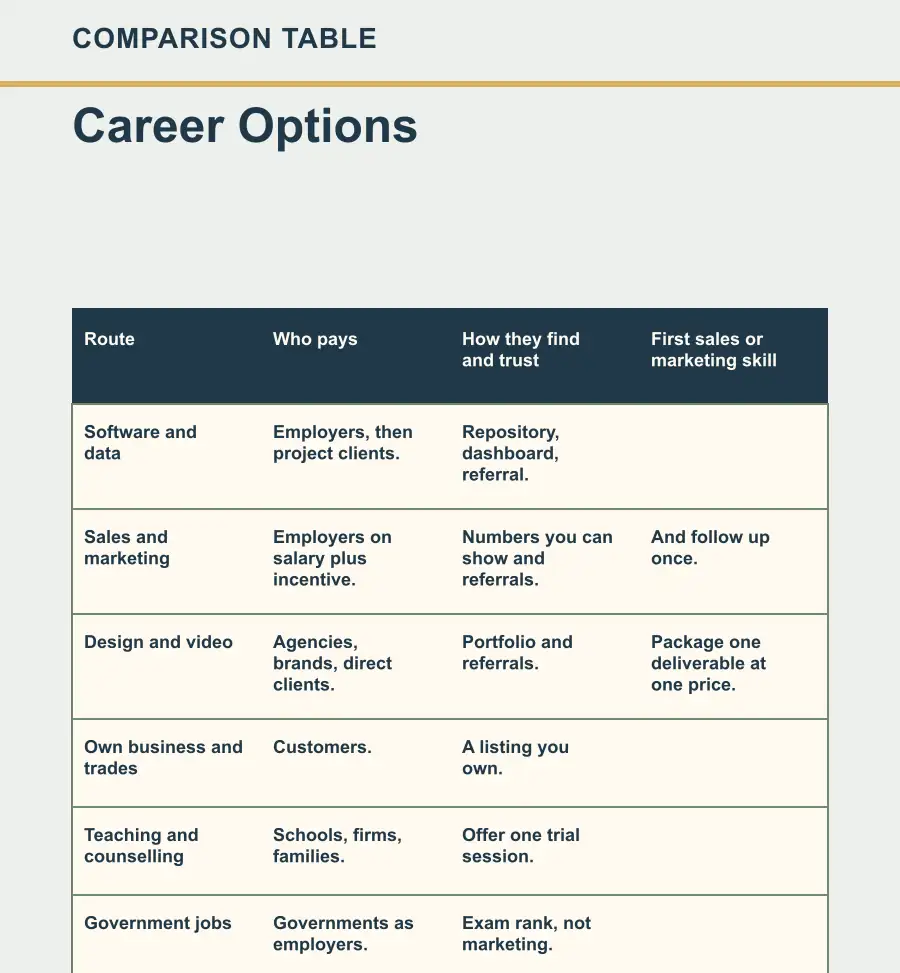 COMPARISON TABLE
Career Options
Route
Who pays
How they find
and trust
First sales or
marketing skill
Software and
data
Employers, then
project clients.
Repository,
dashboard,
referral.
Sales and
marketing
Employers on
salary plus
incentive.
Numbers you can
show and
referrals.
And follow up
once.
Design and video
Agencies,
brands, direct
clients.
Portfolio and
referrals.
Package one
deliverable at
one price.
Own business and
trades
Customers.
A listing you
own.
Teaching and
counselling
Schools, firms,
families.
Offer one trial
session.
Government jobs
Governments as
employers.
Exam rank, not
marketing.